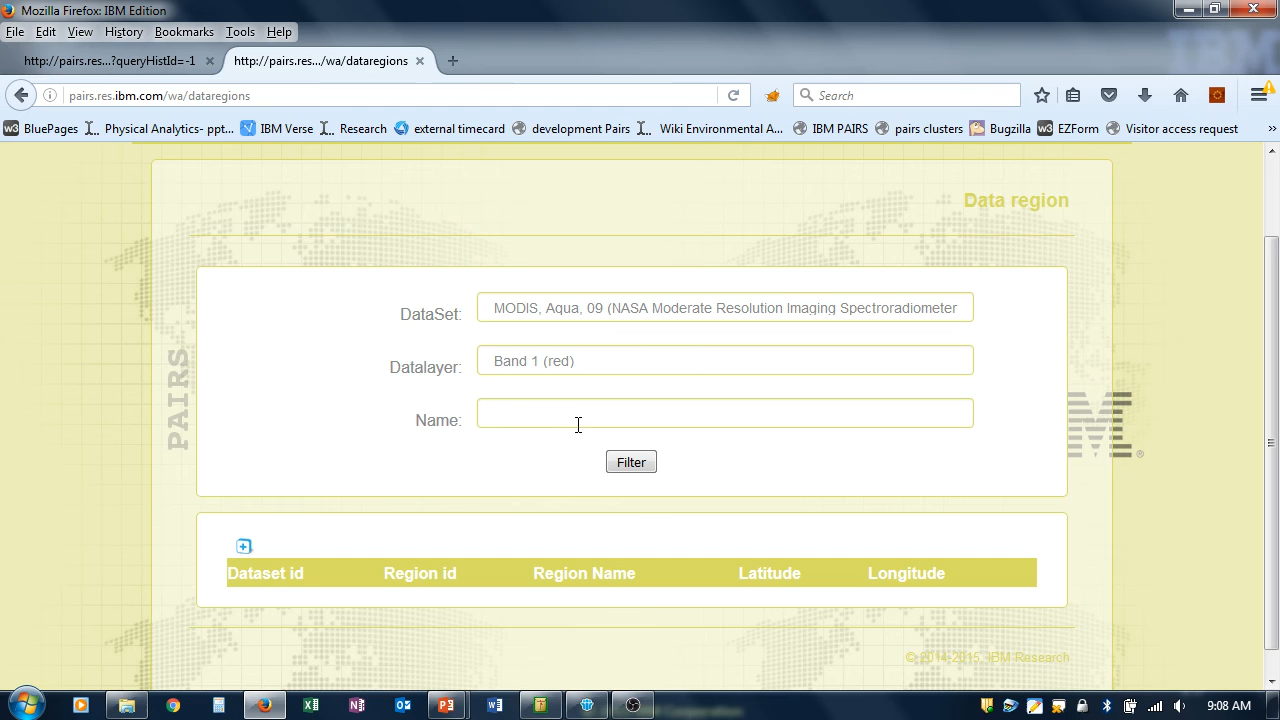 Mozilla Firefox: IBM Edition
File Edit View History Bookmarks Tools Help
http://pairs.res...?queryHistId=-1
http://pairs.res.../wa/dataregions
pairs.res.ibm.com/wa/dataregions
Search
BluePages Physical Analytics- ppt... IBM Verse Research external timecard development Pairs Wiki Environmental A... IBM PAIRS pairs clusters Bugzilla EZForm Visitor access request
Data region
DataSet: MODIS, Aqua, 09 (NASA Moderate Resolution Imaging Spectroradiometer
Datalayer: Band 1 (red)
Name:
Filter
PAIRS
Dataset id Region id Region Name Latitude Longitude
© 2014-2015 IBM Research
9:08 AM